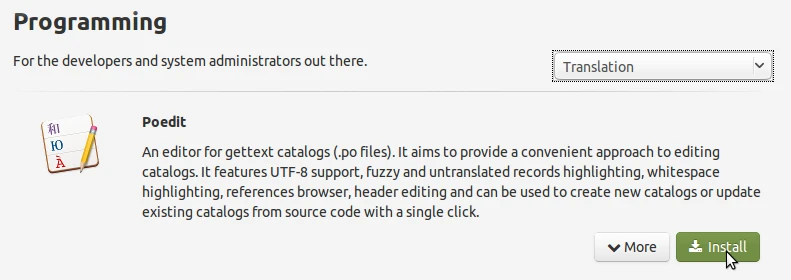 Programming
For the developers and system administrators out there.
Translation
Poedit
An editor for gettext catalogs (.po files). It aims to provide a convenient approach to editing
catalogs. It features UTF-8 support, fuzzy and untranslated records highlighting, whitespace
highlighting, references browser, header editing and can be used to create new catalogs or update
existing catalogs from source code with a single click.
Ю
More
Install